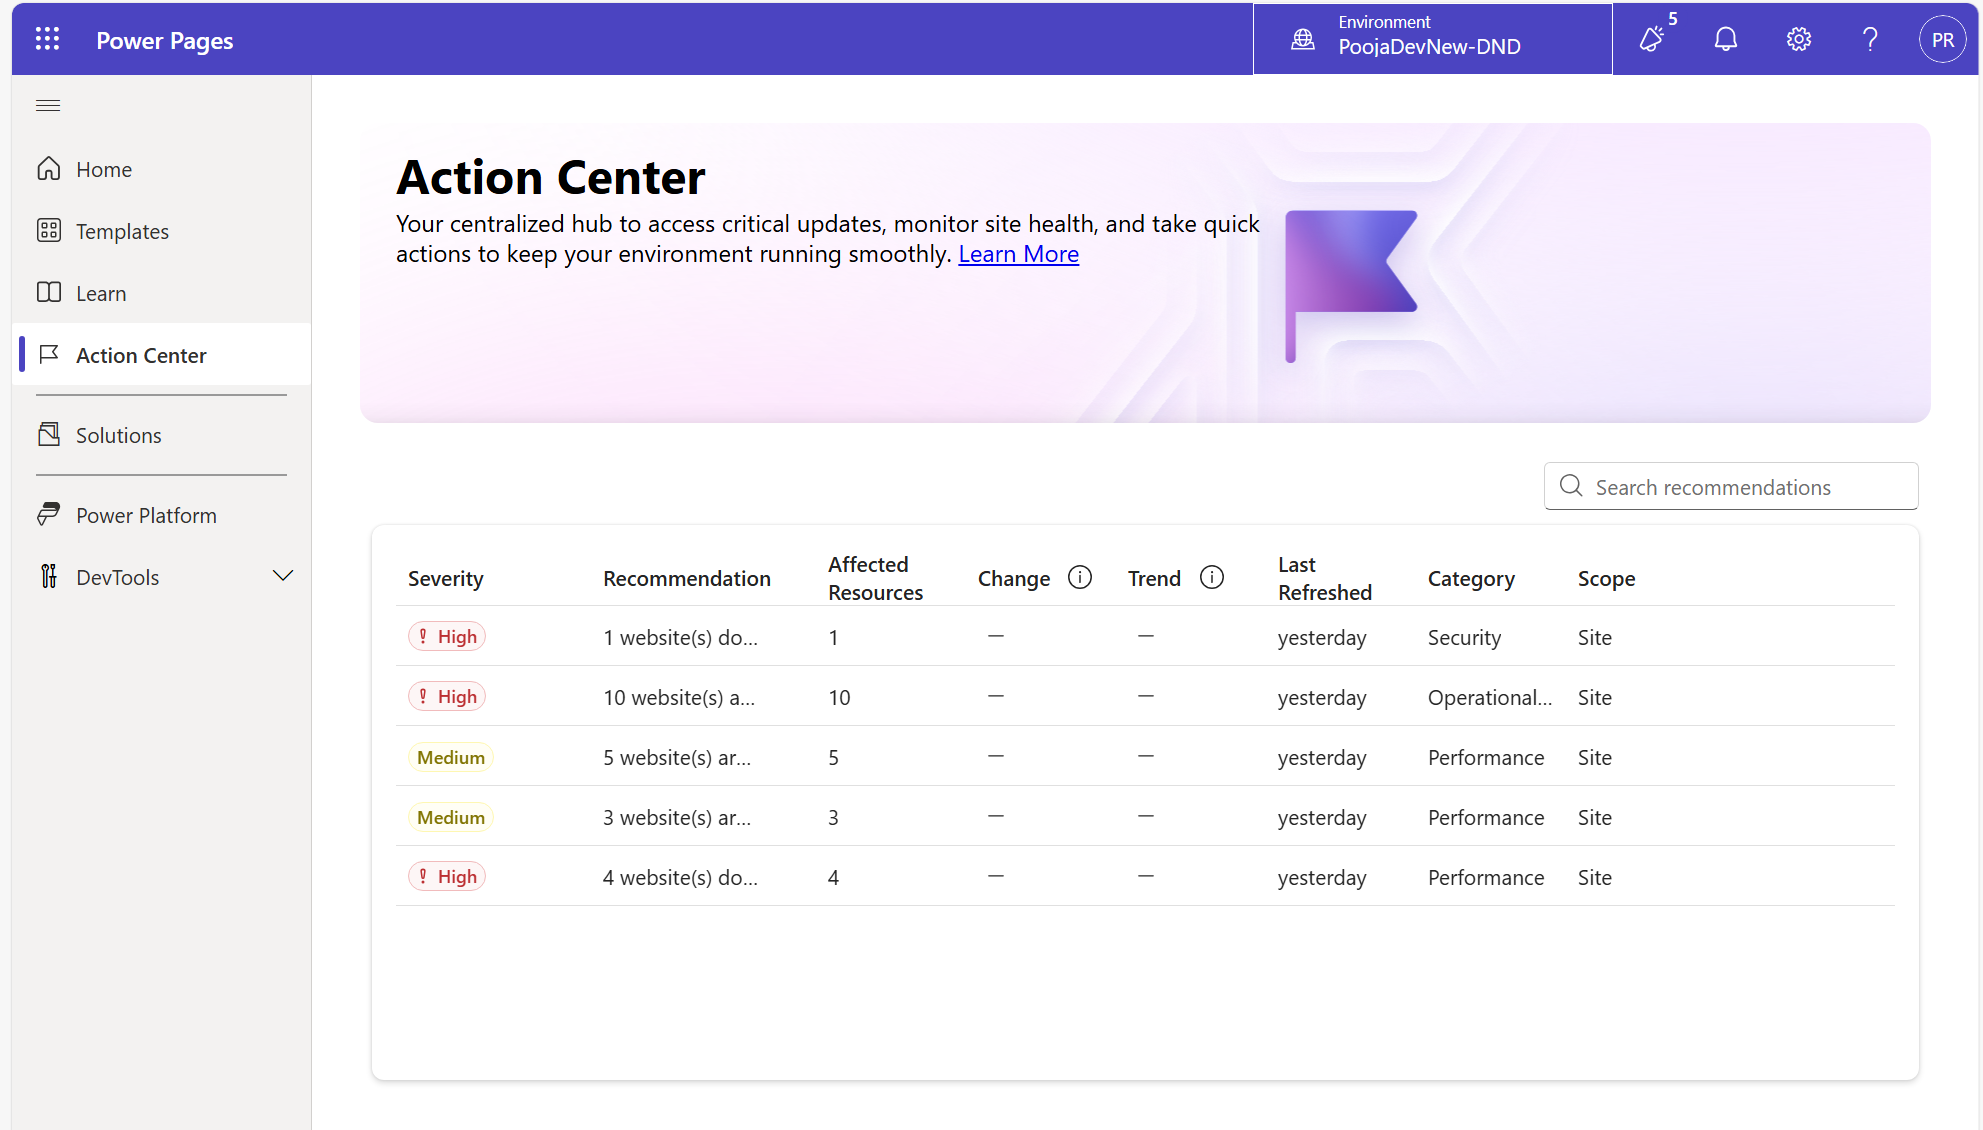 Power Pages
Environment
PoojaDevNew-DND
5
PR
Home
Templates
Learn
Action Center
Solutions
Power Platform
DevTools
Action Center
Your centralized hub to access critical updates, monitor site health, and take quick
actions to keep your environment running smoothly. Learn More
Search recommendations
Severity Recommendation Affected Resources Change Trend Last Refreshed Category Scope
High 1 website(s) do... 1 — — yesterday Security Site
High 10 website(s) a... 10 — — yesterday Operational... Site
Medium 5 website(s) ar... 5 — — yesterday Performance Site
Medium 3 website(s) ar... 3 — — yesterday Performance Site
High 4 website(s) do... 4 — — yesterday Performance Site